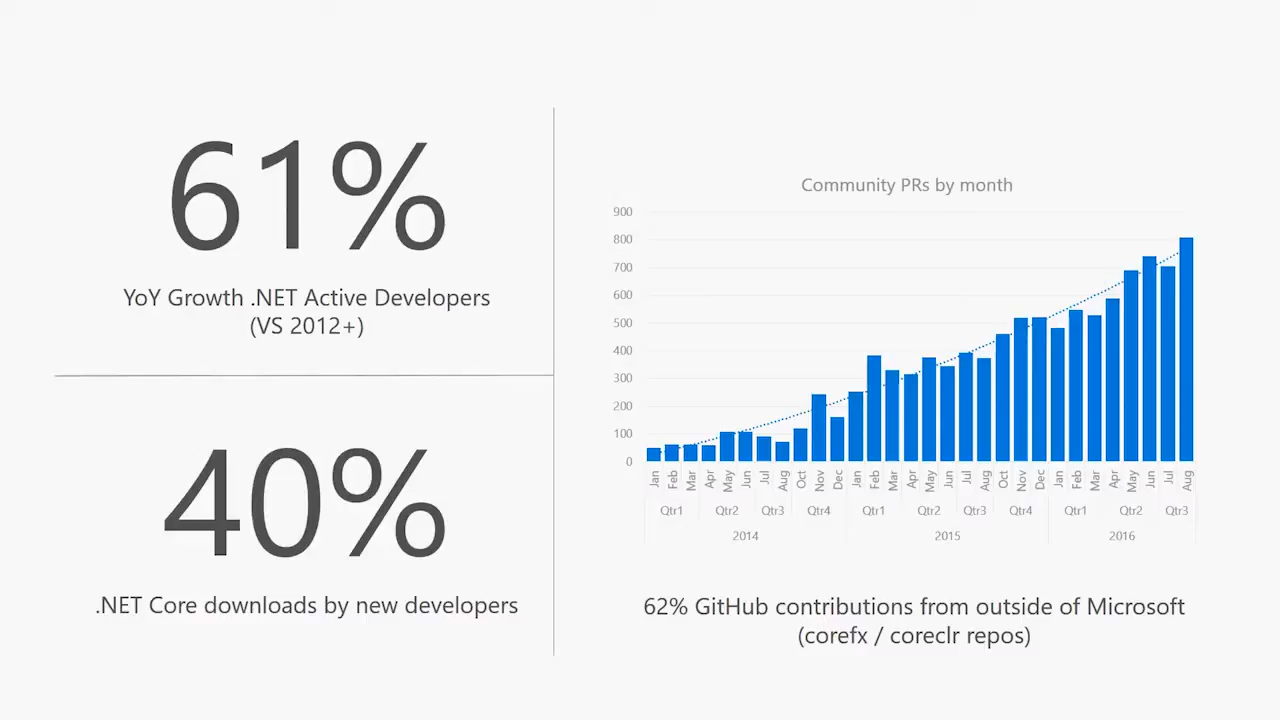 61%
YoY Growth .NET Active Developers
(VS 2012+)
40%
.NET Core downloads by new developers
Community PRs by month
900
800
700
600
500
400
300
200
100
0
Jan Feb Mar Apr May Jun Jul Aug Oct Nov Dec Jan Feb Mar Apr May Jun Jul Aug Oct Nov Dec Jan Feb Mar Apr May Jun Jul Aug
Qtr1 Qtr2 Qtr3 Qtr4 Qtr1 Qtr2 Qtr3 Qtr4 Qtr1 Qtr2 Qtr3
2014 2015 2016
62% GitHub contributions from outside of Microsoft
(corefx / coreclr repos)